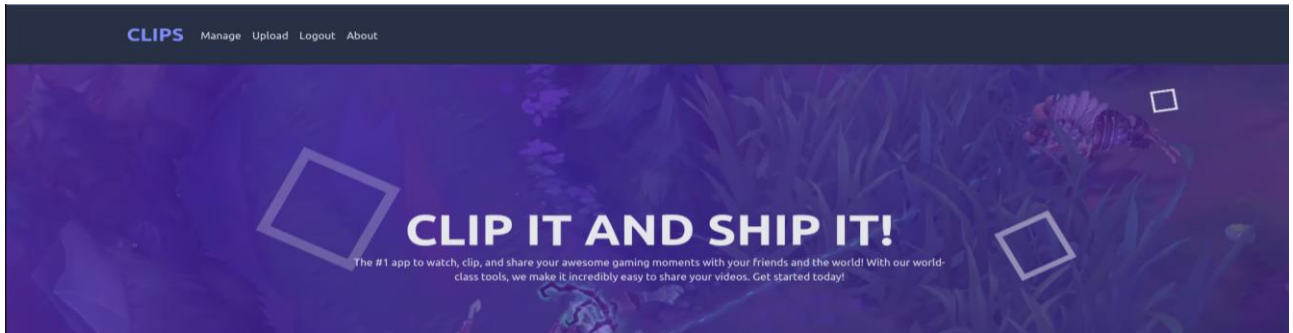 CLIPS Manage Upload Logout About
CLIP IT AND SHIP IT!
The #1 app to watch, clip, and share your awesome gaming moments with your friends and the world! With our world-
class tools, we make it incredibly easy to share your videos. Get started today!